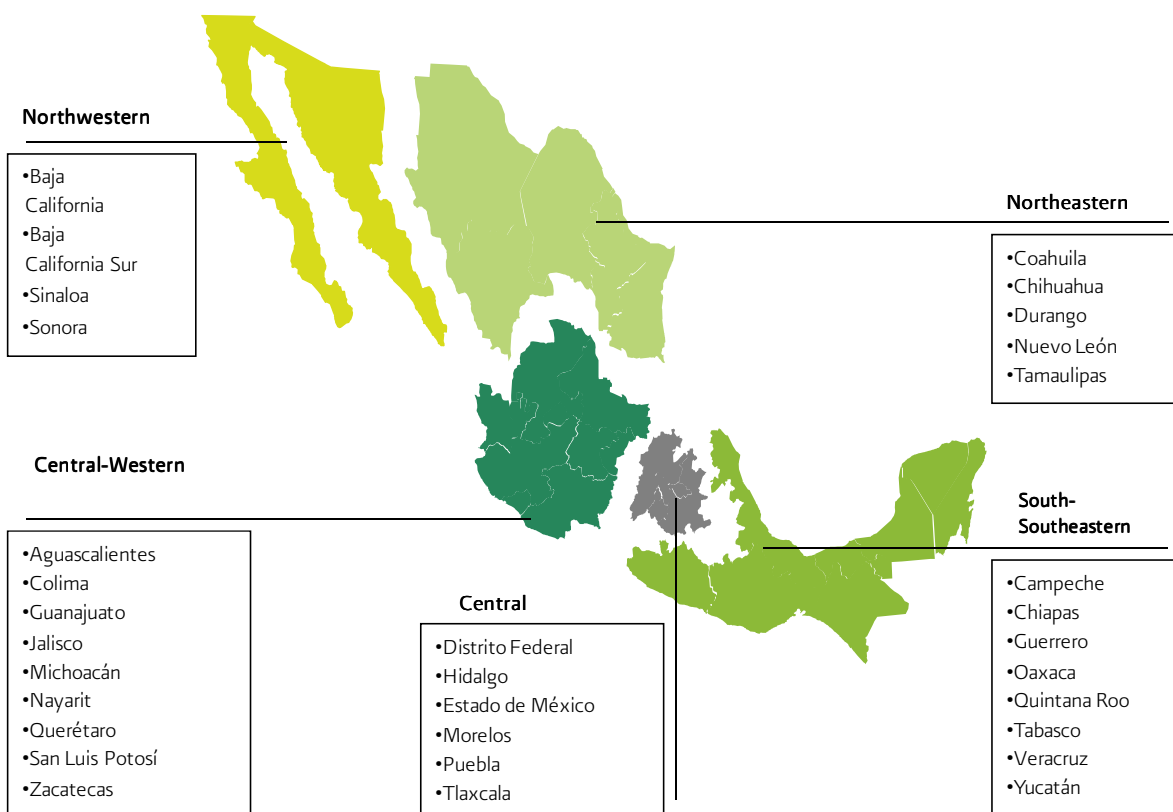 Northwestern
•Baja
California
•Baja
California Sur
•Sinaloa
•Sonora
Northeastern
•Coahuila
•Chihuahua
•Durango
•Nuevo León
•Tamaulipas
Central-Western
•Aguascalientes
•Colima
•Guanajuato
•Jalisco
•Michoacán
•Nayarit
•Querétaro
•San Luis Potosí
•Zacatecas
Central
•Distrito Federal
•Hidalgo
•Estado de México
•Morelos
•Puebla
•Tlaxcala
South-
Southeastern
•Campeche
•Chiapas
•Guerrero
•Oaxaca
•Quintana Roo
•Tabasco
•Veracruz
•Yucatán